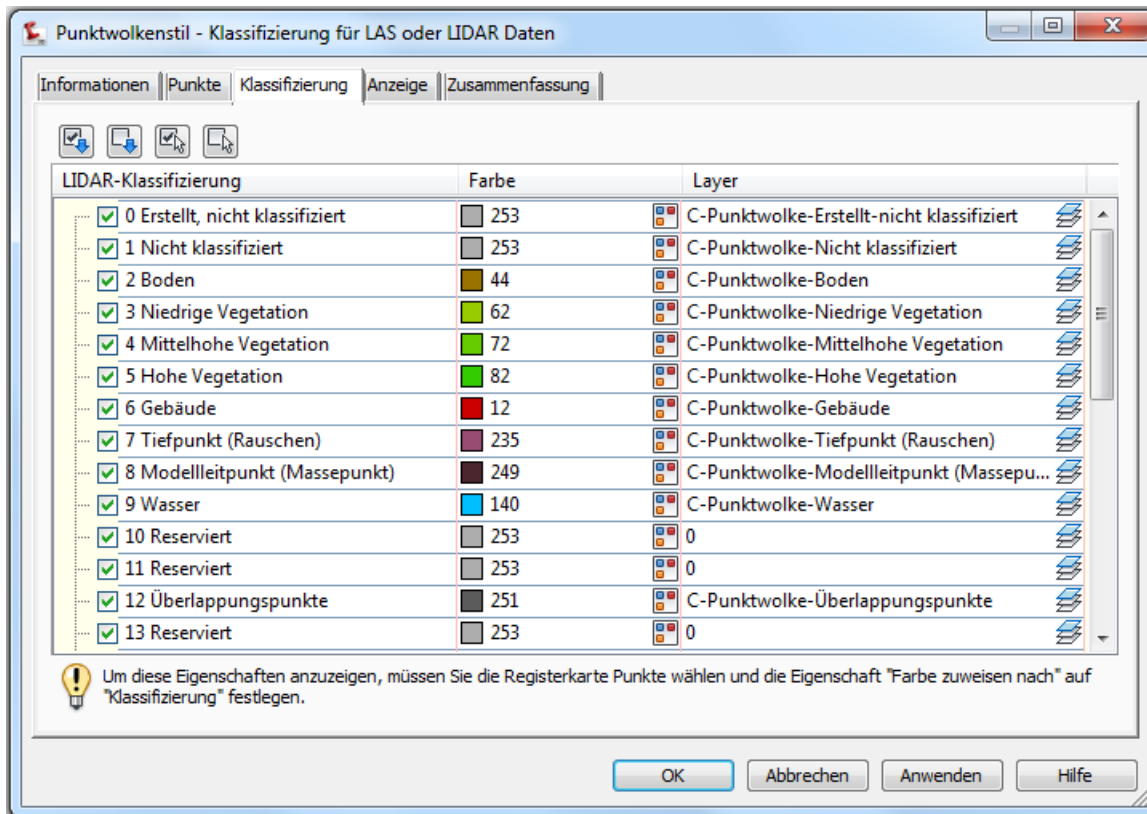 Punktwolkenstil - Klassifizierung für LAS oder LIDAR Daten
Informationen Punkte Klassifizierung Anzeige Zusammenfassung
LIDAR-Klassifizierung Farbe Layer
0 Erstellt, nicht klassifiziert 253 C-Punktwolke-Erstellt-nicht klassifiziert
1 Nicht klassifiziert 253 C-Punktwolke-Nicht klassifiziert
2 Boden 44 C-Punktwolke-Boden
3 Niedrige Vegetation 62 C-Punktwolke-Niedrige Vegetation
4 Mittelhohe Vegetation 72 C-Punktwolke-Mittelhohe Vegetation
5 Hohe Vegetation 82 C-Punktwolke-Hohe Vegetation
6 Gebäude 12 C-Punktwolke-Gebäude
7 Tiefpunkt (Rauschen) 235 C-Punktwolke-Tiefpunkt (Rauschen)
8 Modellleitpunkt (Massepunkt) 249 C-Punktwolke-Modellleitpunkt (Massepu...
9 Wasser 140 C-Punktwolke-Wasser
10 Reserviert 253 0
11 Reserviert 253 0
12 Überlappungspunkte 251 C-Punktwolke-Überlappungspunkte
13 Reserviert 253 0
Um diese Eigenschaften anzuzeigen, müssen Sie die Registerkarte Punkte wählen und die Eigenschaft "Farbe zuweisen nach" auf
"Klassifizierung" festlegen.
OK Abbrechen Anwenden Hilfe